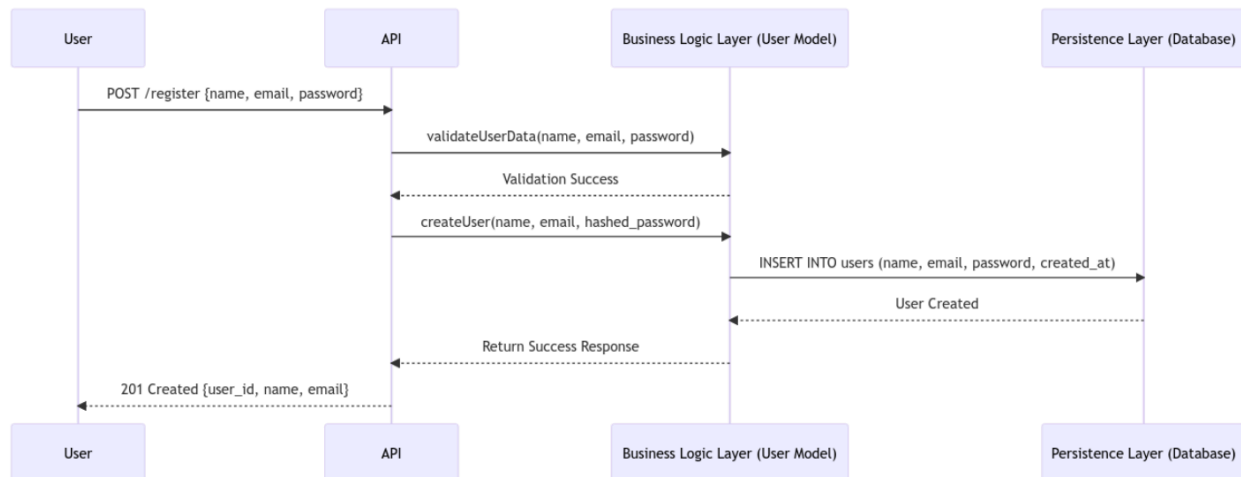 User
API
Business Logic Layer (User Model)
Persistence Layer (Database)
POST /register {name, email, password}
validateUserData(name, email, password)
Validation Success
createUser(name, email, hashed_password)
INSERT INTO users (name, email, password, created_at)
User Created
Return Success Response
201 Created {user_id, name, email}
User
API
Business Logic Layer (User Model)
Persistence Layer (Database)